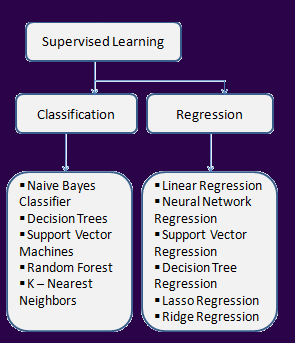 Supervised Learning
Classification
Regression
▪ Naive Bayes
Classifier
▪ Decision Trees
▪ Support Vector
Machines
▪ Random Forest
▪ K – Nearest
Neighbors
▪ Linear Regression
▪ Neural Network
Regression
▪ Support Vector
Regression
▪ Decision Tree
Regression
▪ Lasso Regression
▪ Ridge Regression